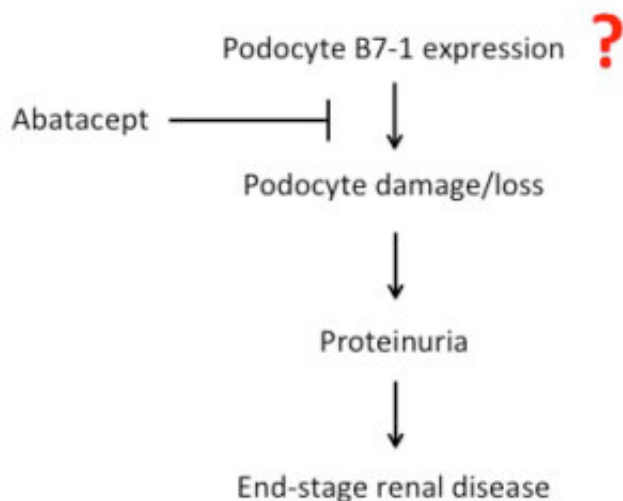 Podocyte B7-1 expression ?
Abatacept
Podocyte damage/loss
Proteinuria
End-stage renal disease